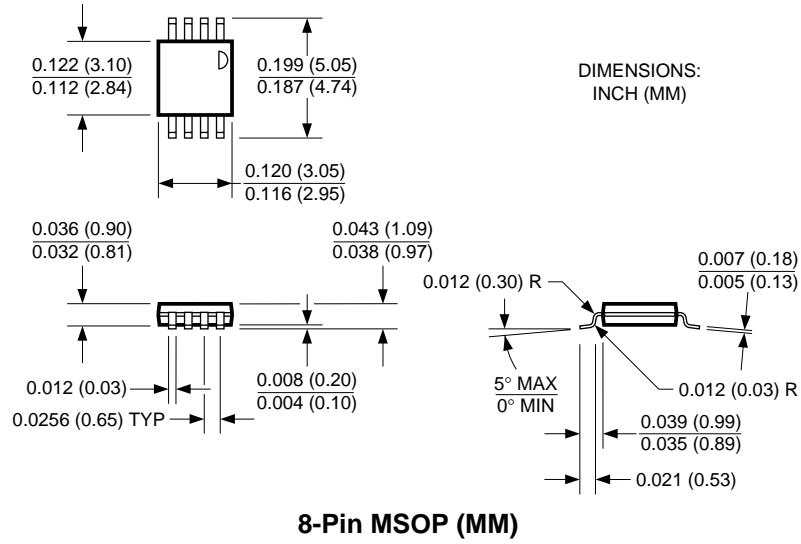 0.122 (3.10)
0.112 (2.84)
0.199 (5.05)
0.187 (4.74)
DIMENSIONS:
INCH (MM)
0.120 (3.05)
0.116 (2.95)
0.036 (0.90)
0.032 (0.81)
0.043 (1.09)
0.038 (0.97)
0.007 (0.18)
0.005 (0.13)
0.012 (0.30) R
0.012 (0.03)
0.008 (0.20)
0.004 (0.10)
5° MAX
0° MIN
0.012 (0.03) R
0.0256 (0.65) TYP
0.039 (0.99)
0.035 (0.89)
0.021 (0.53)
8-Pin MSOP (MM)